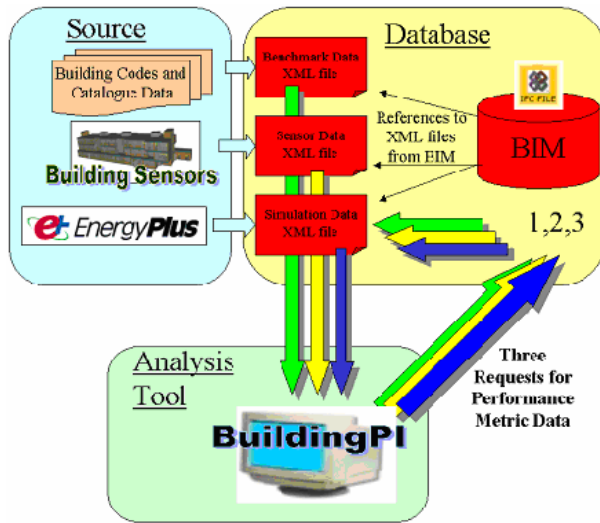 Source
Building Codes and
Catalogue Data
Building Sensors
EnergyPlus
Database
Benchmark Data
XML file
Sensor Data
XML file
Simulation Data
XML file
References to
XML files
from EIM
IFC FILE
BIM
1,2,3
Three
Requests for
Performance
Metric Data
Analysis
Tool
BuildingPI